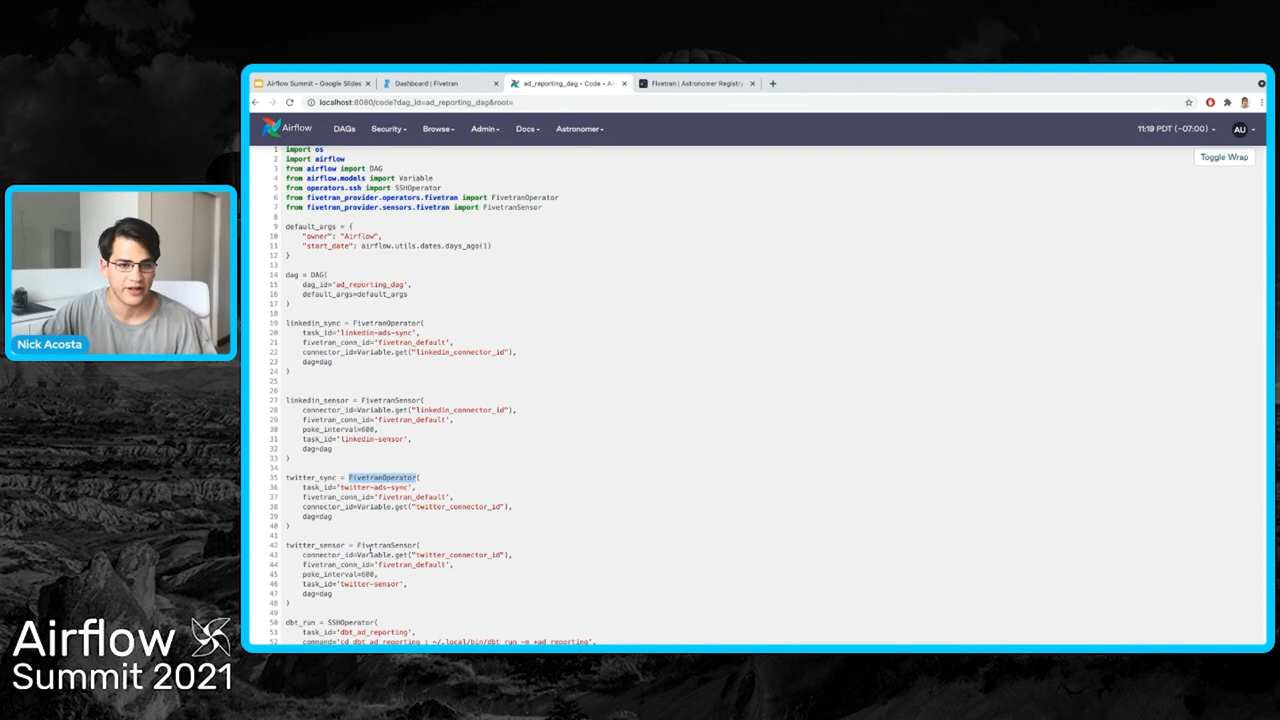 Airflow Summit - Google Slides
Dashboard | Fivetran
ad_reporting_dag - Code - Ai
Fivetran | Astronomer Registry
localhost:8080/code?dag_id=ad_reporting_dag&root=
Airflow
DAGs
Security
Browse
Admin
Docs
Astronomer
11:19 PDT (-07:00)
AU
Toggle Wrap
1 import os
2 import airflow
3 from airflow import DAG
4 from airflow.models import Variable
5 from operators.ssh import SSHOperator
6 from fivetran_provider.operators.fivetran import FivetranOperator
7 from fivetran_provider.sensors.fivetran import FivetranSensor
8
9 default_args = {
10 "owner": "Airflow",
11 "start_date": airflow.utils.dates.days_ago(1)
12 }
13
14 dag = DAG(
15 dag_id='ad_reporting_dag',
16 default_args=default_args
17 )
18
19 linkedin_sync = FivetranOperator(
20 task_id='linkedin-ads-sync',
21 fivetran_conn_id='fivetran_default',
22 connector_id=Variable.get("linkedin_connector_id"),
23 dag=dag
24 )
25
26
27 linkedin_sensor = FivetranSensor(
28 connector_id=Variable.get("linkedin_connector_id"),
29 fivetran_conn_id='fivetran_default',
30 poke_interval=600,
31 task_id='linkedin-sensor',
32 dag=dag
33 )
34
35 twitter_sync = FivetranOperator(
36 task_id='twitter-ads-sync',
37 fivetran_conn_id='fivetran_default',
38 connector_id=Variable.get("twitter_connector_id"),
39 dag=dag
40 )
41
42 twitter_sensor = FivetranSensor(
43 connector_id=Variable.get("twitter_connector_id"),
44 fivetran_conn_id='fivetran_default',
45 poke_interval=600,
46 task_id='twitter-sensor',
47 dag=dag
48 )
49
50 dbt_run = SSHOperator(
51 task_id='dbt_ad_reporting',
52 command='cd dbt_ad_reporting ; ~/.local/bin/dbt run -m +ad_reporting',
Nick Acosta
Airflow
Summit 2021